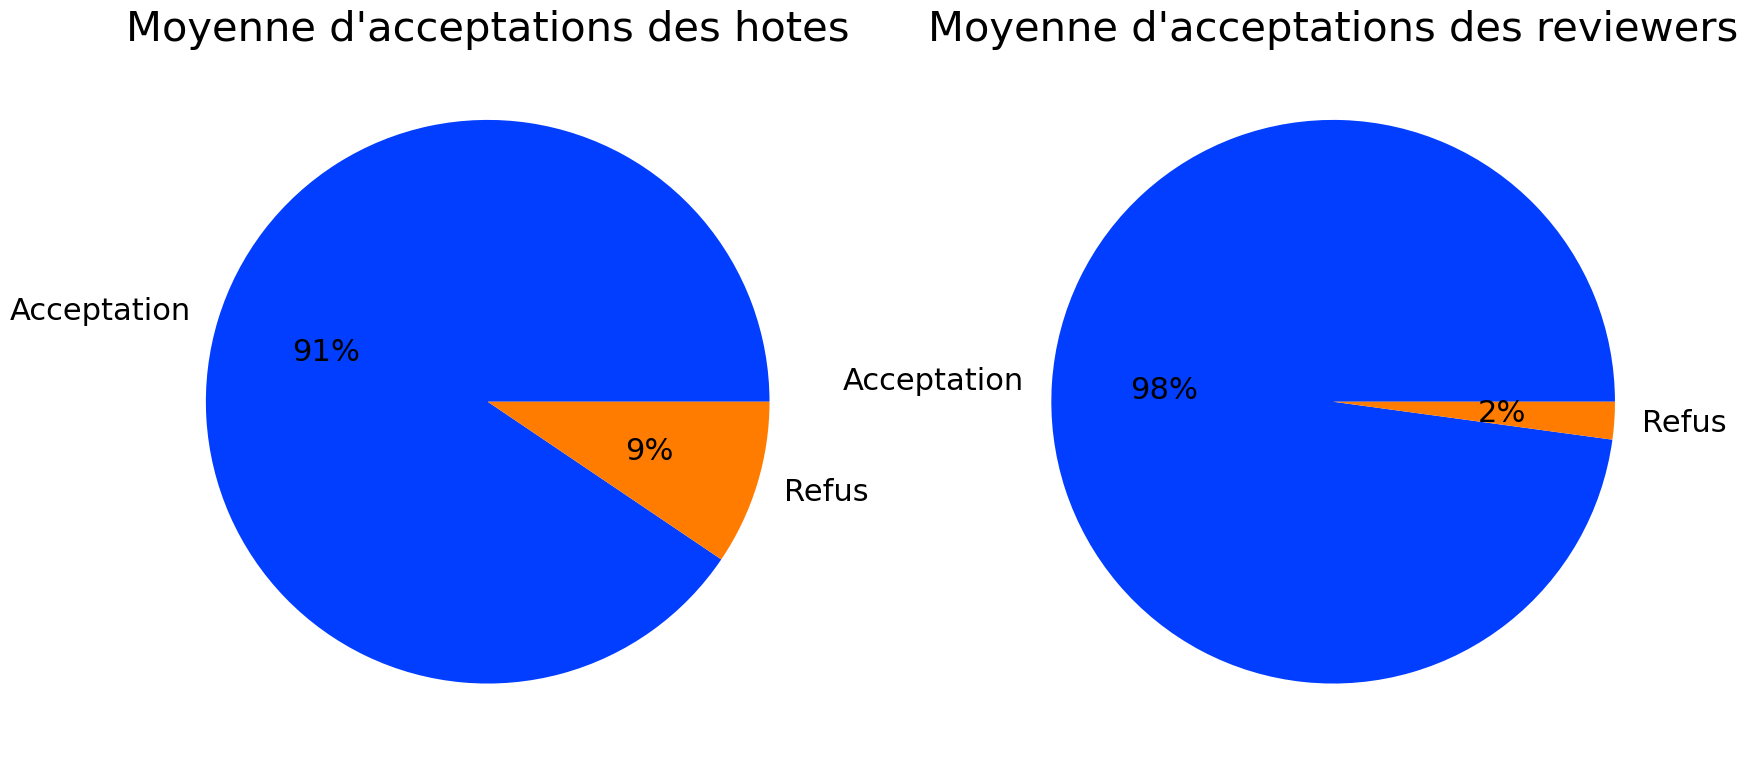 Moyenne d'acceptations des hotes
Acceptation
91%
9%
Refus
Moyenne d'acceptations des reviewers
Acceptation
98%
2%
Refus